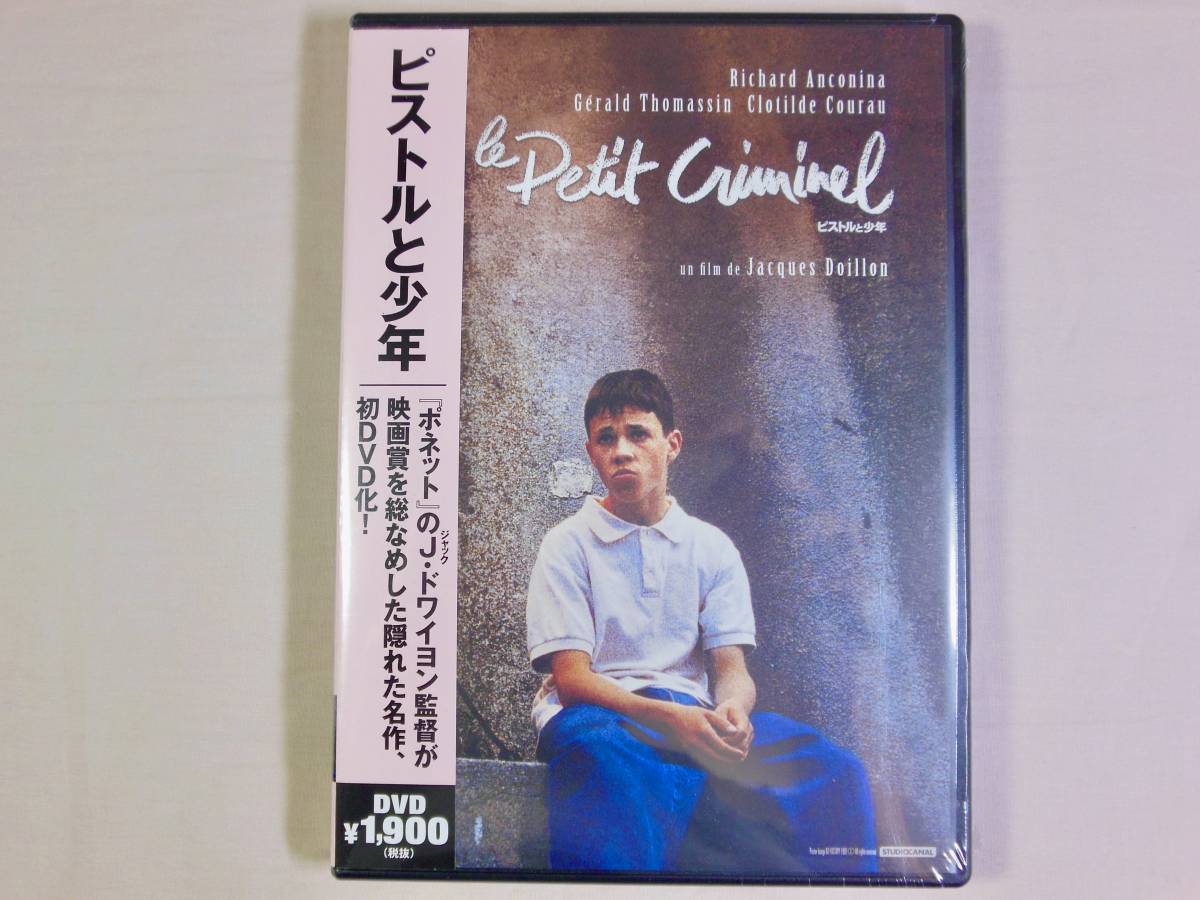 ピストルと少年
『ポネット』のJ・ドワイヨン監督が
ジャック
映画賞を総なめした隠れた名作、
初DVD化!
DVD
¥1,900
(税抜)
Richard Anconina
Gérald Thomassin Clotilde Courau
le Petit Criminel
ピストルと少年
un film de Jacques Doillon
STUDIOCANAL